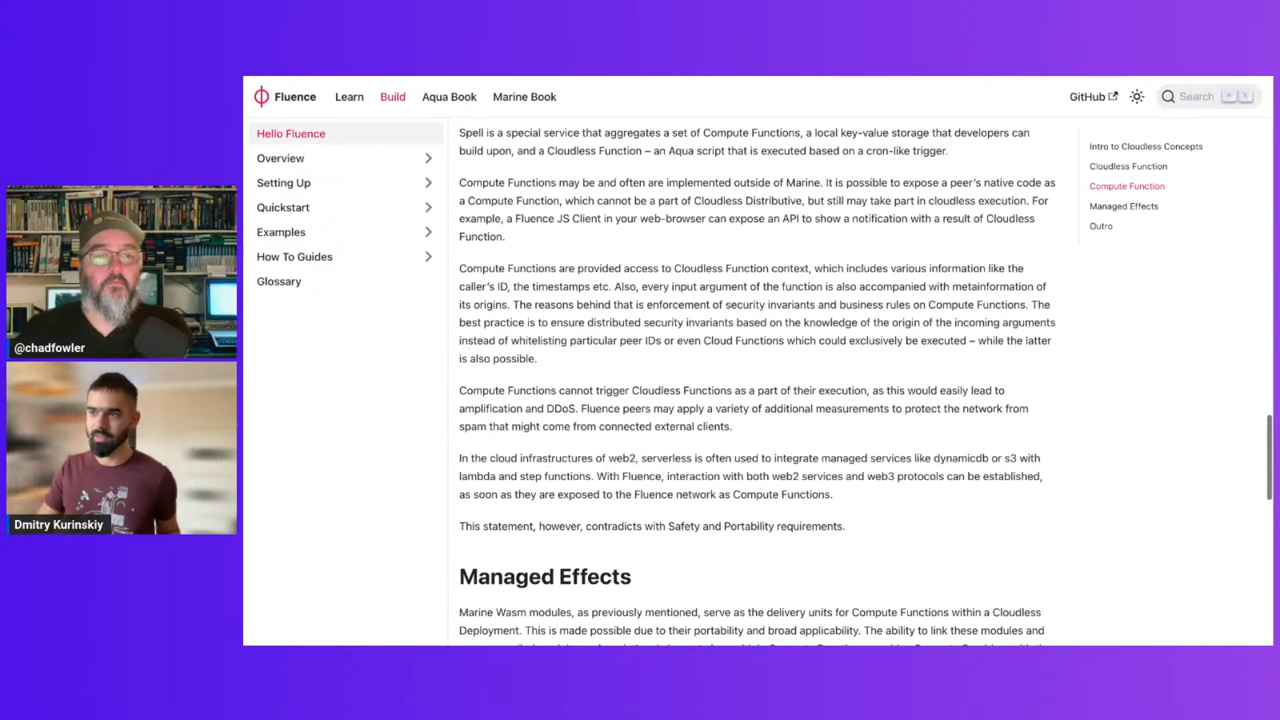 Fluence
Learn
Build
Aqua Book
Marine Book
GitHub
Search
Hello Fluence
Overview
Setting Up
Quickstart
Examples
How To Guides
Glossary
Spell is a special service that aggregates a set of Compute Functions, a local key-value storage that developers can
build upon, and a Cloudless Function – an Aqua script that is executed based on a cron-like trigger.
Compute Functions may be and often are implemented outside of Marine. It is possible to expose a peer's native code as
a Compute Function, which cannot be a part of Cloudless Distributive, but still may take part in cloudless execution. For
example, a Fluence JS Client in your web-browser can expose an API to show a notification with a result of Cloudless
Function.
Compute Functions are provided access to Cloudless Function context, which includes various information like the
caller's ID, the timestamps etc. Also, every input argument of the function is also accompanied with metainformation of
its origins. The reasons behind that is enforcement of security invariants and business rules on Compute Functions. The
best practice is to ensure distributed security invariants based on the knowledge of the origin of the incoming arguments
instead of whitelisting particular peer IDs or even Cloud Functions which could exclusively be executed – while the latter
is also possible.
Compute Functions cannot trigger Cloudless Functions as a part of their execution, as this would easily lead to
amplification and DDoS. Fluence peers may apply a variety of additional measurements to protect the network from
spam that might come from connected external clients.
In the cloud infrastructures of web2, serverless is often used to integrate managed services like dynamicdb or s3 with
lambda and step functions. With Fluence, interaction with both web2 services and web3 protocols can be established,
as soon as they are exposed to the Fluence network as Compute Functions.
This statement, however, contradicts with Safety and Portability requirements.
Managed Effects
Marine Wasm modules, as previously mentioned, serve as the delivery units for Compute Functions within a Cloudless
Deployment. This is made possible due to their portability and broad applicability. The ability to link these modules and
Intro to Cloudless Concepts
Cloudless Function
Compute Function
Managed Effects
Outro
@chadfowler
Dmitry Kurinskiy